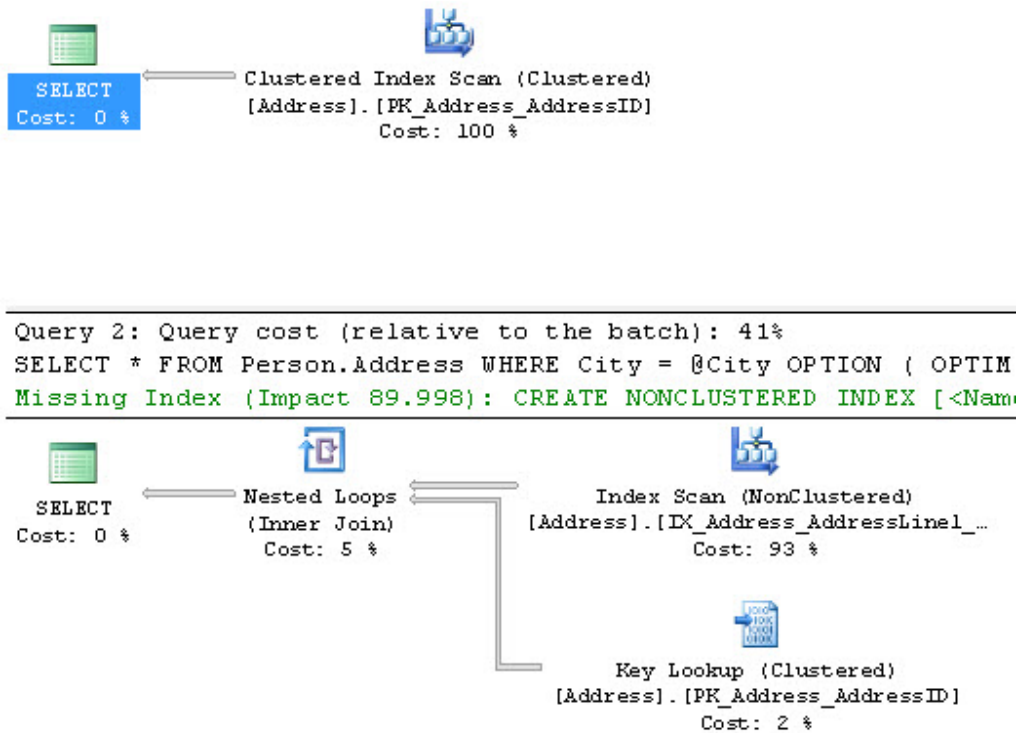 SELECT
Cost: 0 %
Clustered Index Scan (Clustered)
[Address].[PK_Address_AddressID]
Cost: 100 %
Query 2: Query cost (relative to the batch): 41%
SELECT * FROM Person.Address WHERE City = @City OPTION ( OPTIM
Missing Index (Impact 89.998): CREATE NONCLUSTERED INDEX [<Name
SELECT
Cost: 0 %
Nested Loops
(Inner Join)
Cost: 5 %
Index Scan (NonClustered)
[Address].[IX_Address_AddressLine1_…
Cost: 93 %
Key Lookup (Clustered)
[Address].[PK_Address_AddressID]
Cost: 2 %